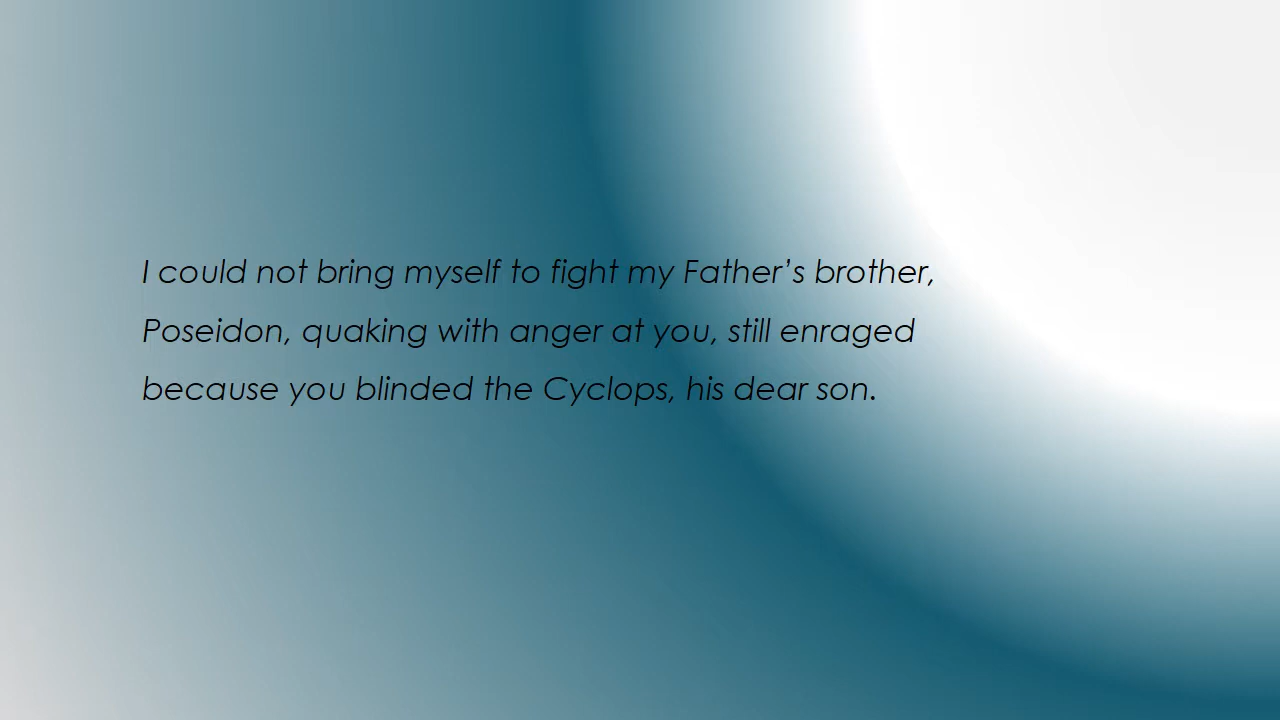 I could not bring myself to fight my Father’s brother,
Poseidon, quaking with anger at you, still enraged
because you blinded the Cyclops, his dear son.